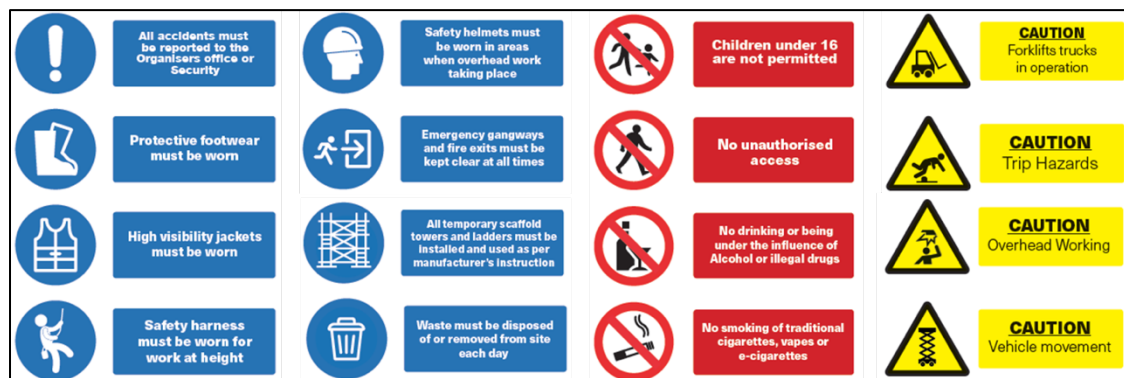 All accidents must
be reported to the
Organisers office or
Security
Safety helmets must
be worn in areas
when overhead work
taking place
Children under 16
are not permitted
CAUTION
Forklifts trucks
in operation
Protective footwear
must be worn
Emergency gangways
and fire exits must be
kept clear at all times
No unauthorised
access
CAUTION
Trip Hazards
High visibility jackets
must be worn
All temporary scaffold
towers and ladders must be
installed and used as per
manufacturer's instruction
No drinking or being
under the influence of
Alcohol or illegal drugs
CAUTION
Overhead Working
Safety harness
must be worn for
work at height
Waste must be disposed
of or removed from site
each day
No smoking of traditional
cigarettes, vapes or
e-cigarettes
CAUTION
Vehicle movement